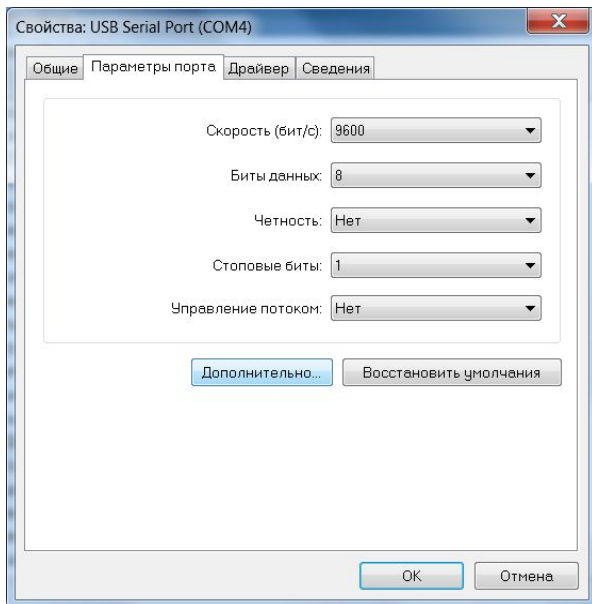 Свойства: USB Serial Port (COM4)
Общие Параметры порта Драйвер Сведения
Скорость (бит/с): 9600
Биты данных: 8
Четность: Нет
Стоповые биты: 1
Управление потоком: Нет
Дополнительно... Восстановить умолчания
OK Отмена